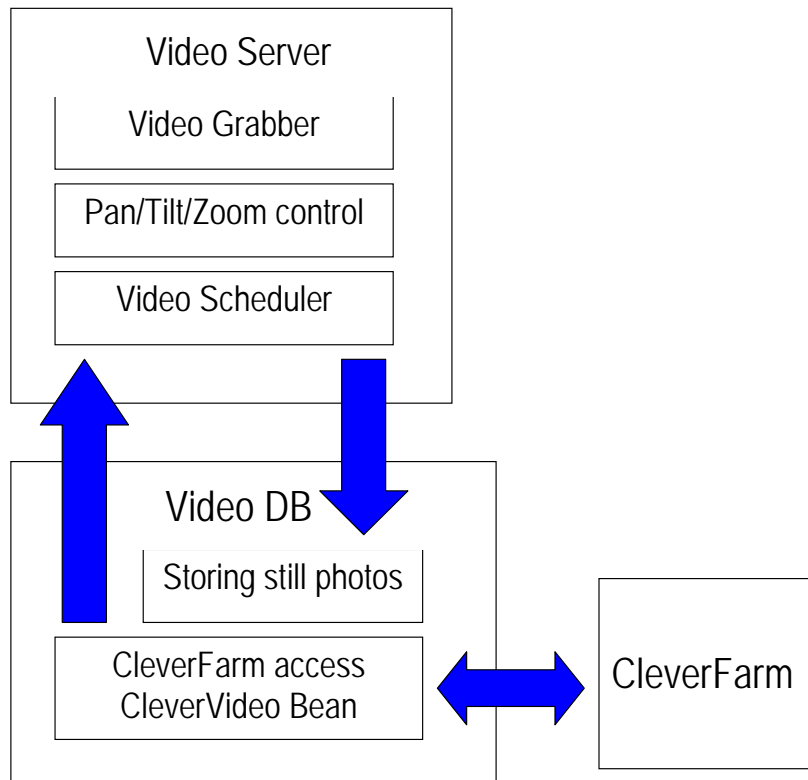 Video Server
Video Grabber
Pan/Tilt/Zoom control
Video Scheduler
Video DB
Storing still photos
CleverFarm access
CleverVideo Bean
CleverFarm